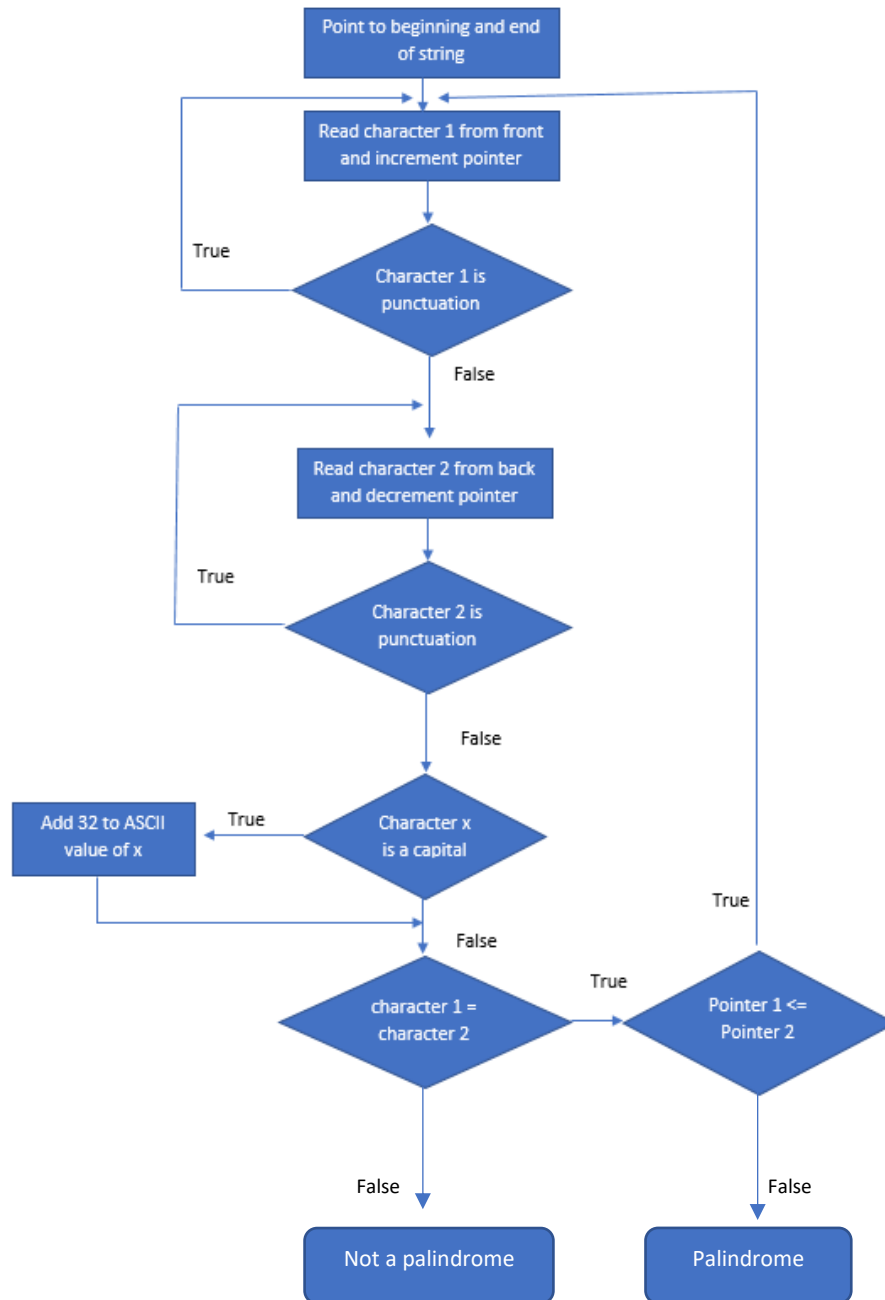 Point to beginning and end
of string
Read character 1 from front
and increment pointer
True
Character 1 is
punctuation
False
Read character 2 from back
and decrement pointer
True
Character 2 is
punctuation
False
Add 32 to ASCII
value of x
True
Character x
is a capital
True
False
character 1 =
character 2
True
Pointer 1 <=
Pointer 2
False
False
Not a palindrome
Palindrome